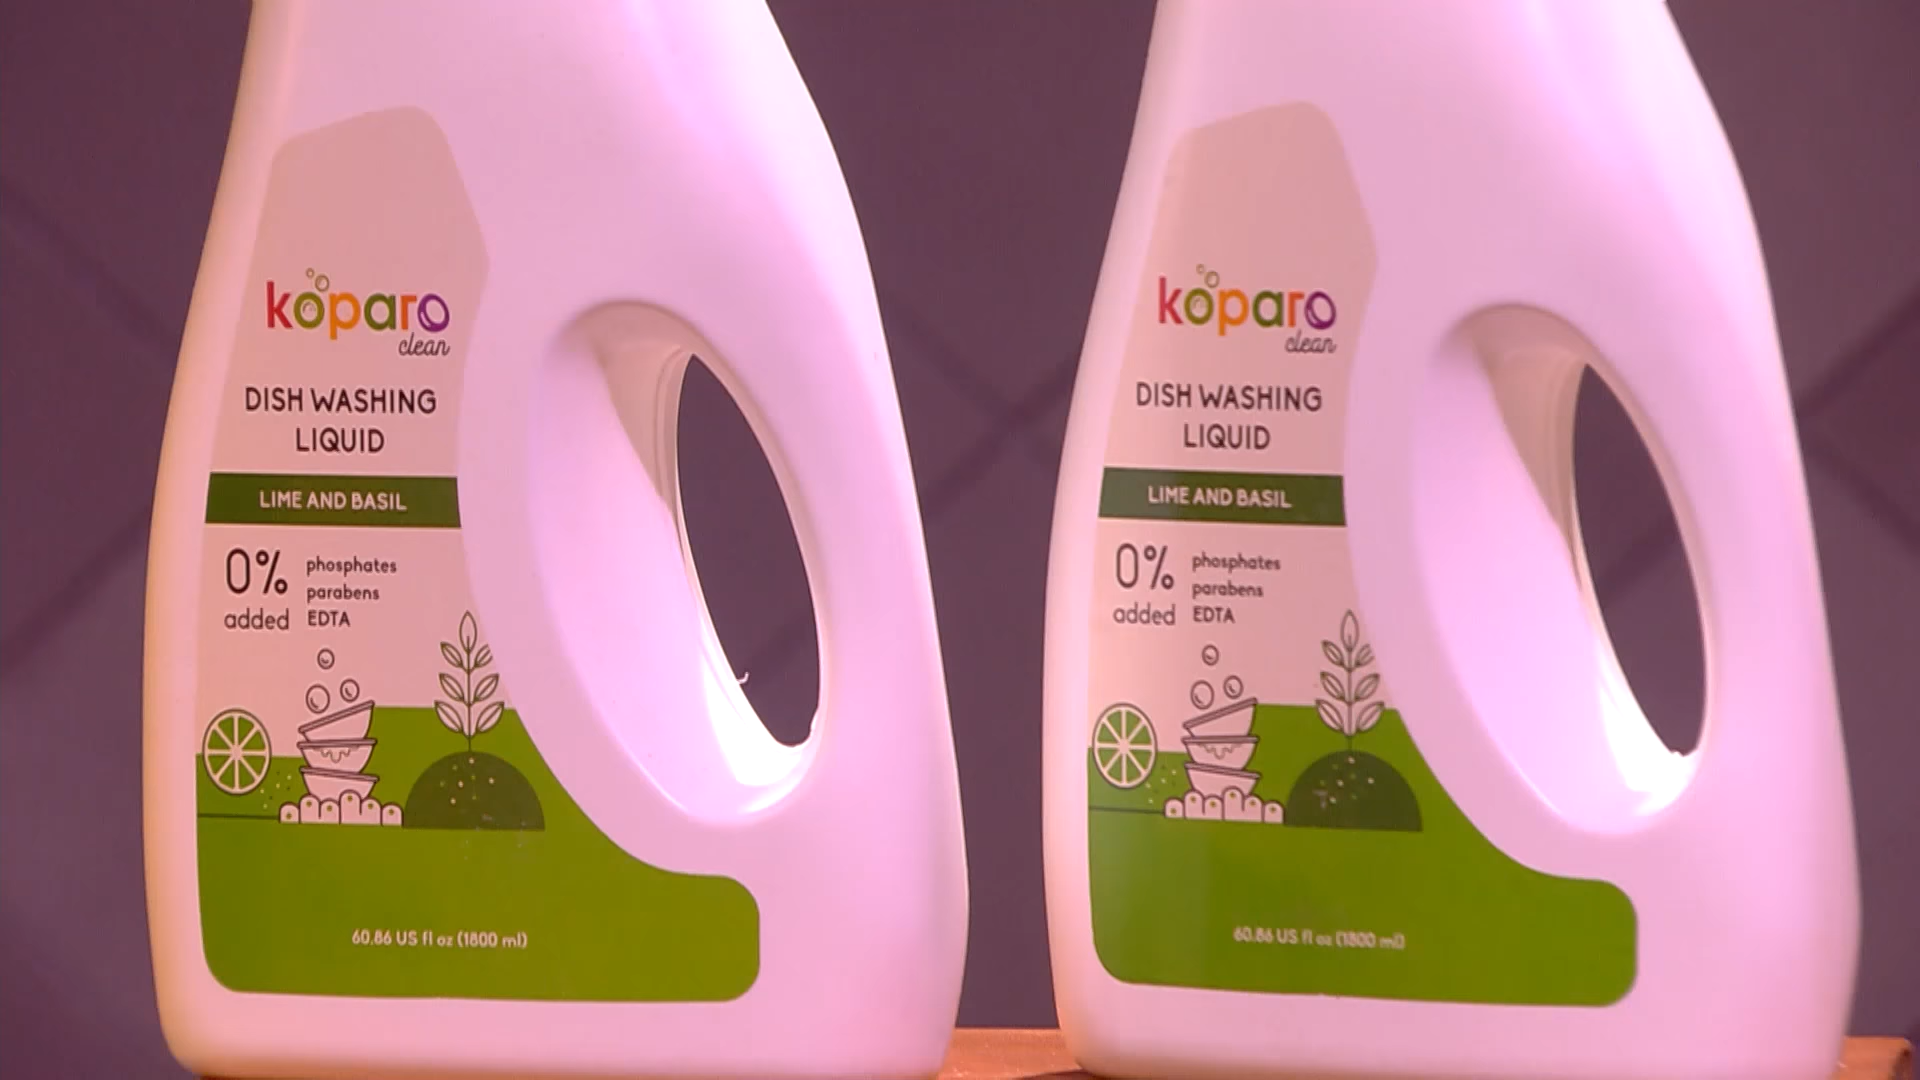 koparo
clean
DISH WASHING
LIQUID
LIME AND BASIL
0%
added
phosphates
parabens
EDTA
60.86 US fl oz (1800 ml)
koparo
clean
DISH WASHING
LIQUID
LIME AND BASIL
0%
added
phosphates
parabens
EDTA
60.86 US fl oz (1800 ml)